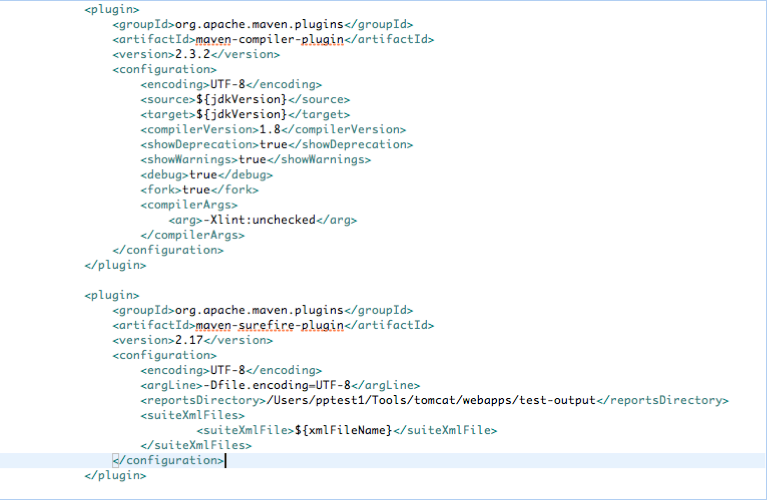 <plugin>
<groupId>org.apache.maven.plugins</groupId>
<artifactId>maven-compiler-plugin</artifactId>
<version>2.3.2</version>
<configuration>
<encoding>UTF-8</encoding>
<source>${jdkVersion}</source>
<target>${jdkVersion}</target>
<compilerVersion>1.8</compilerVersion>
<showDeprecation>true</showDeprecation>
<showWarnings>true</showWarnings>
<debug>true</debug>
<fork>true</fork>
<compilerArgs>
<arg>-Xlint:unchecked</arg>
</compilerArgs>
</configuration>
</plugin>
<plugin>
<groupId>org.apache.maven.plugins</groupId>
<artifactId>maven-surefire-plugin</artifactId>
<version>2.17</version>
<configuration>
<encoding>UTF-8</encoding>
<argLine>-Dfile.encoding=UTF-8</argLine>
<reportsDirectory>/Users/pptest1/Tools/tomcat/webapps/test-output</reportsDirectory>
<suiteXmlFiles>
<suiteXmlFile>${xmlFileName}</suiteXmlFile>
</suiteXmlFiles>
</configuration>
</plugin>